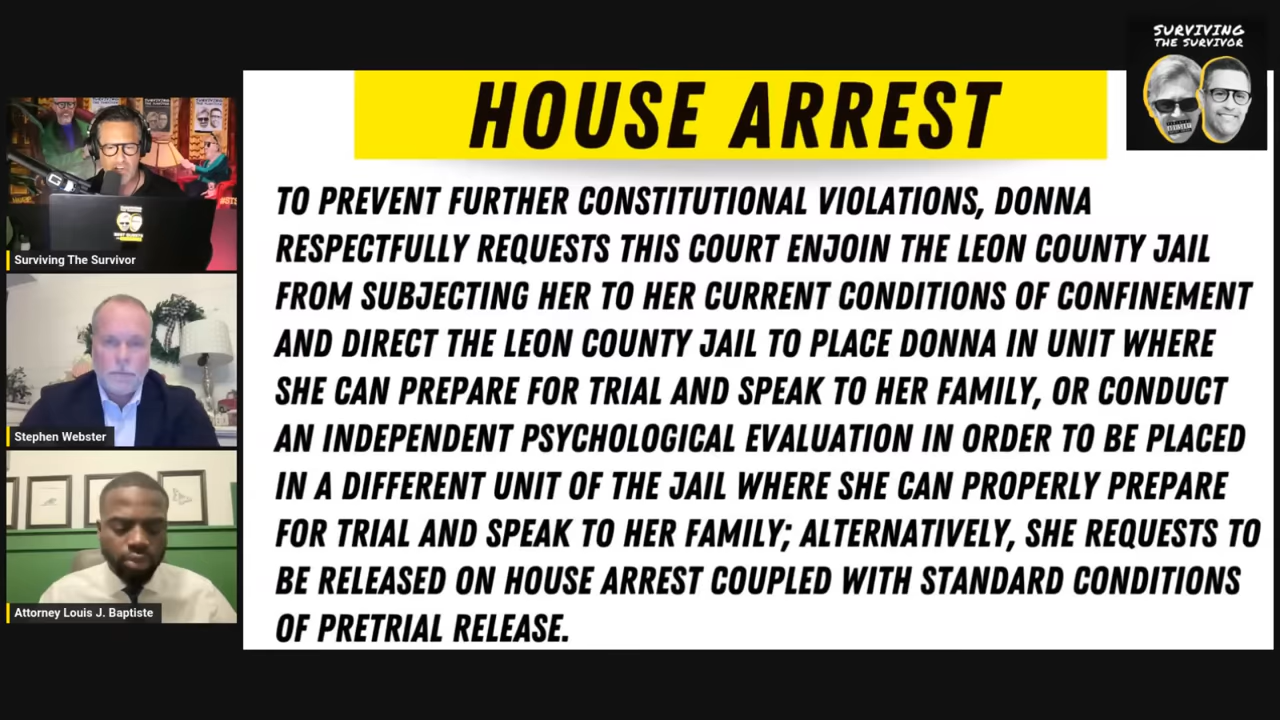 SURVIVING
THE SURVIVOR
HOUSE ARREST
TO PREVENT FURTHER CONSTITUTIONAL VIOLATIONS, DONNA
RESPECTFULLY REQUESTS THIS COURT ENJOIN THE LEON COUNTY JAIL
FROM SUBJECTING HER TO HER CURRENT CONDITIONS OF CONFINEMENT
AND DIRECT THE LEON COUNTY JAIL TO PLACE DONNA IN UNIT WHERE
SHE CAN PREPARE FOR TRIAL AND SPEAK TO HER FAMILY, OR CONDUCT
AN INDEPENDENT PSYCHOLOGICAL EVALUATION IN ORDER TO BE PLACED
IN A DIFFERENT UNIT OF THE JAIL WHERE SHE CAN PROPERLY PREPARE
FOR TRIAL AND SPEAK TO HER FAMILY; ALTERNATIVELY, SHE REQUESTS TO
BE RELEASED ON HOUSE ARREST COUPLED WITH STANDARD CONDITIONS
OF PRETRIAL RELEASE.
Surviving The Survivor
Stephen Webster
Attorney Louis J. Baptiste